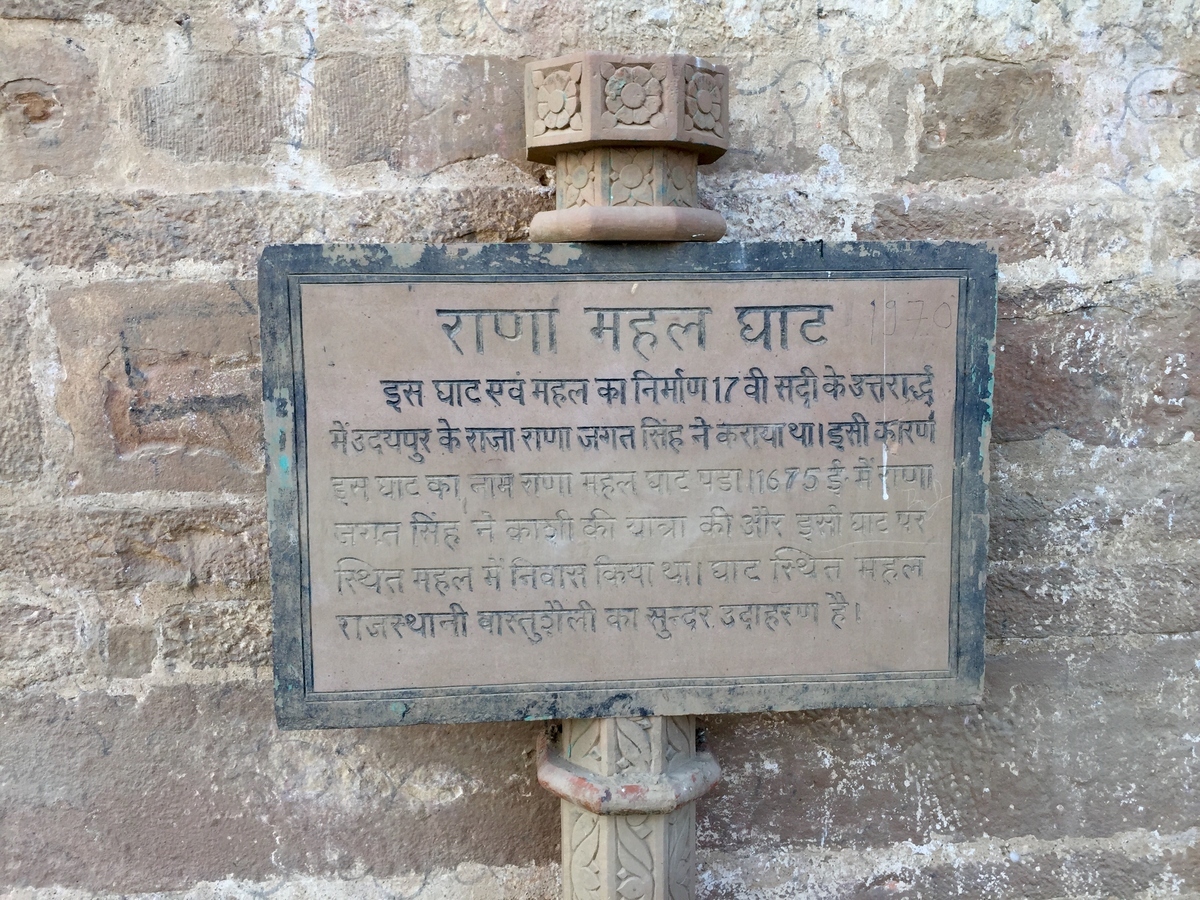 राणा महल घाट 1970
इस घाट एवं महल का निर्माण 17 वी सदी के उत्तरार्द्ध
में उदयपुर के राजा राणा जगत सिंह ने कराया था। इसी कारण
इस घाट का नाम राणा महल घाट पडा। 1675 ई॰ में राणा
जगत सिंह ने काशी की यात्रा की और इसी घाट पर
स्थित महल में निवास किया था। घाट स्थित महल
राजस्थानी वास्तुशैली का सुन्दर उदाहरण है।